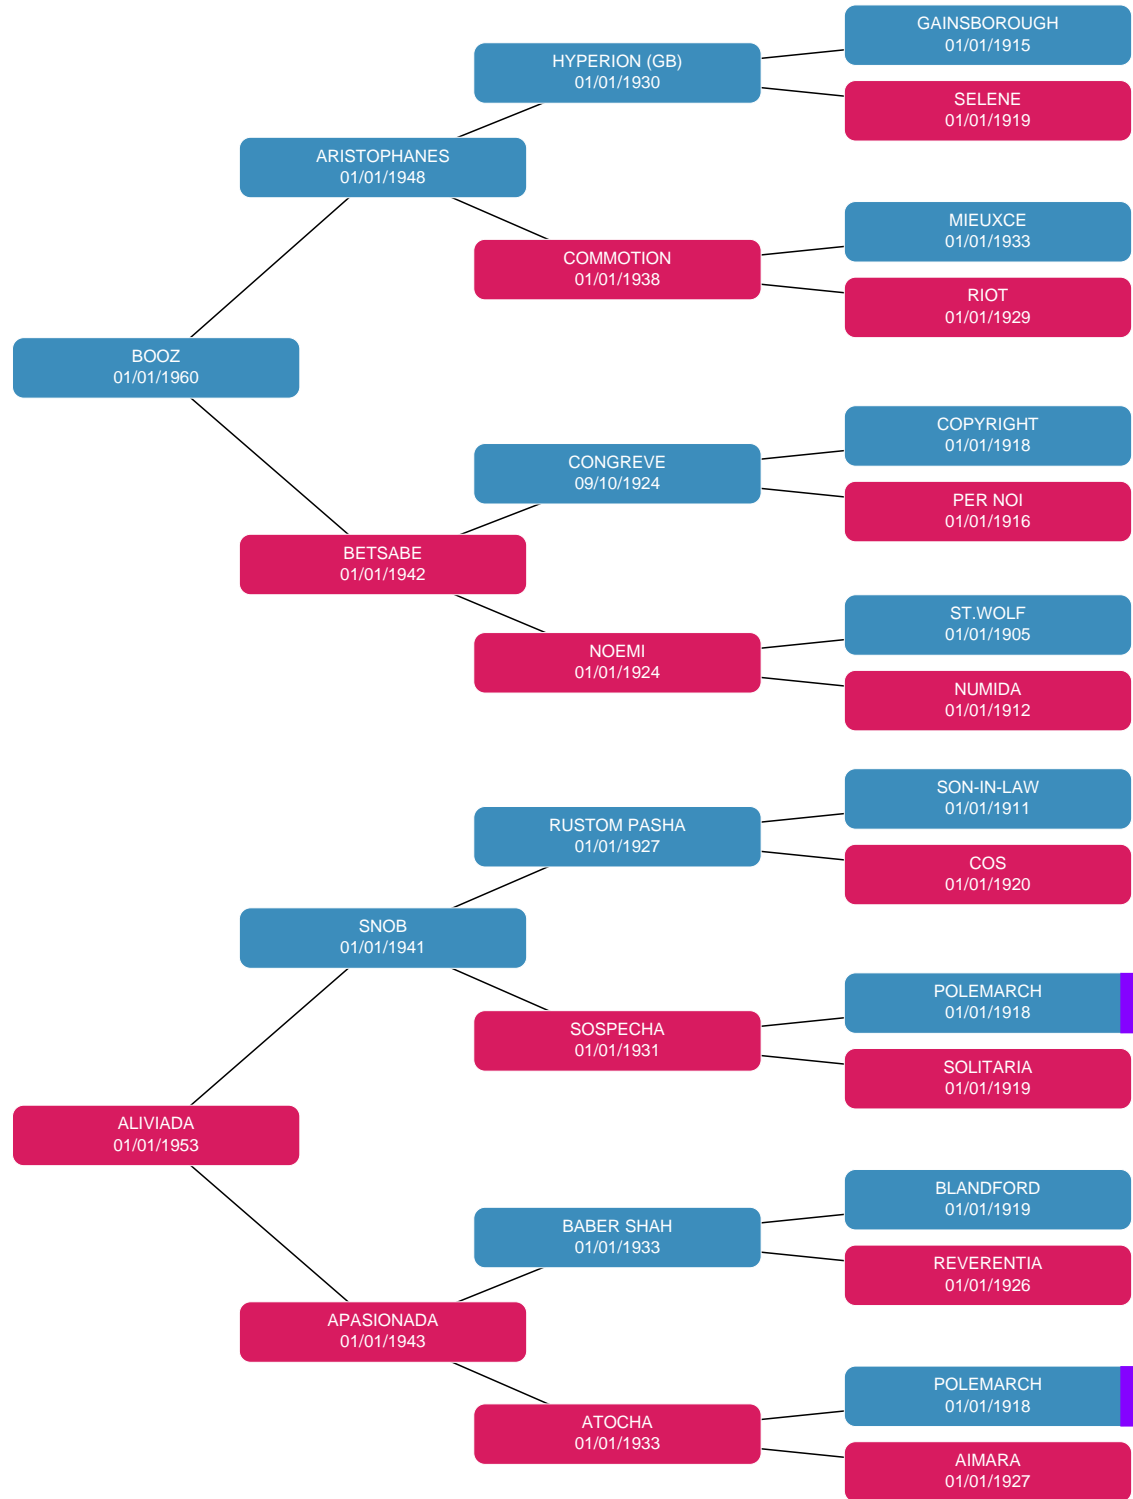 GAINSBOROUGH
01/01/1915
HYPERION (GB)
01/01/1930
SELENE
01/01/1919
ARISTOPHANES
01/01/1948
MIEUXCE
01/01/1933
COMMOTION
01/01/1938
RIOT
01/01/1929
BOOZ
01/01/1960
COPYRIGHT
01/01/1918
CONGREVE
09/10/1924
PER NOI
01/01/1916
BETSABE
01/01/1942
ST.WOLF
01/01/1905
NOEMI
01/01/1924
NUMIDA
01/01/1912
SON-IN-LAW
01/01/1911
RUSTOM PASHA
01/01/1927
COS
01/01/1920
SNOB
01/01/1941
POLEMARCH
01/01/1918
SOSPECHA
01/01/1931
SOLITARIA
01/01/1919
ALIVIADA
01/01/1953
BLANDFORD
01/01/1919
BABER SHAH
01/01/1933
REVERENTIA
01/01/1926
APASIONADA
01/01/1943
POLEMARCH
01/01/1918
ATOCHA
01/01/1933
AIMARA
01/01/1927